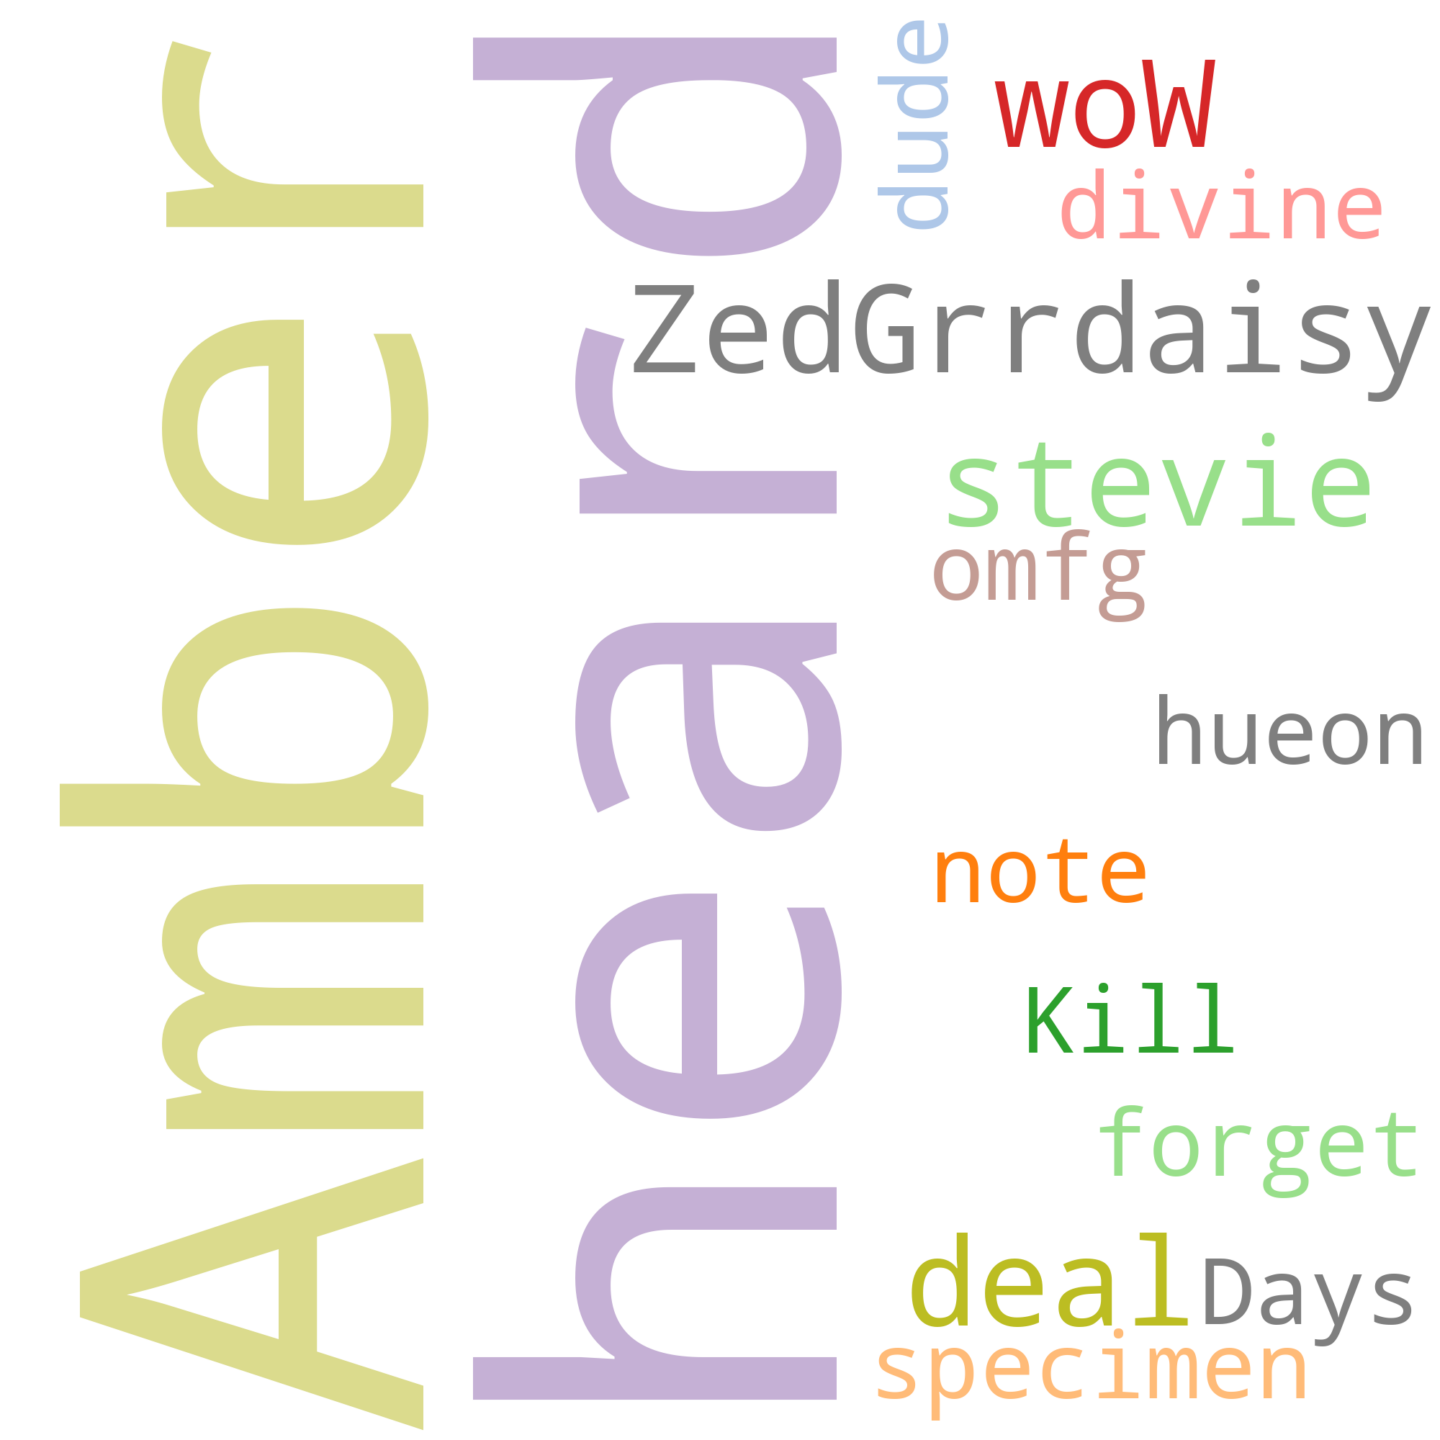 Amber
heard
dude
woW
divine
ZedGrrdaisy
stevie
omfg
hueon
note
Kill
forget
deal
Days
specimen